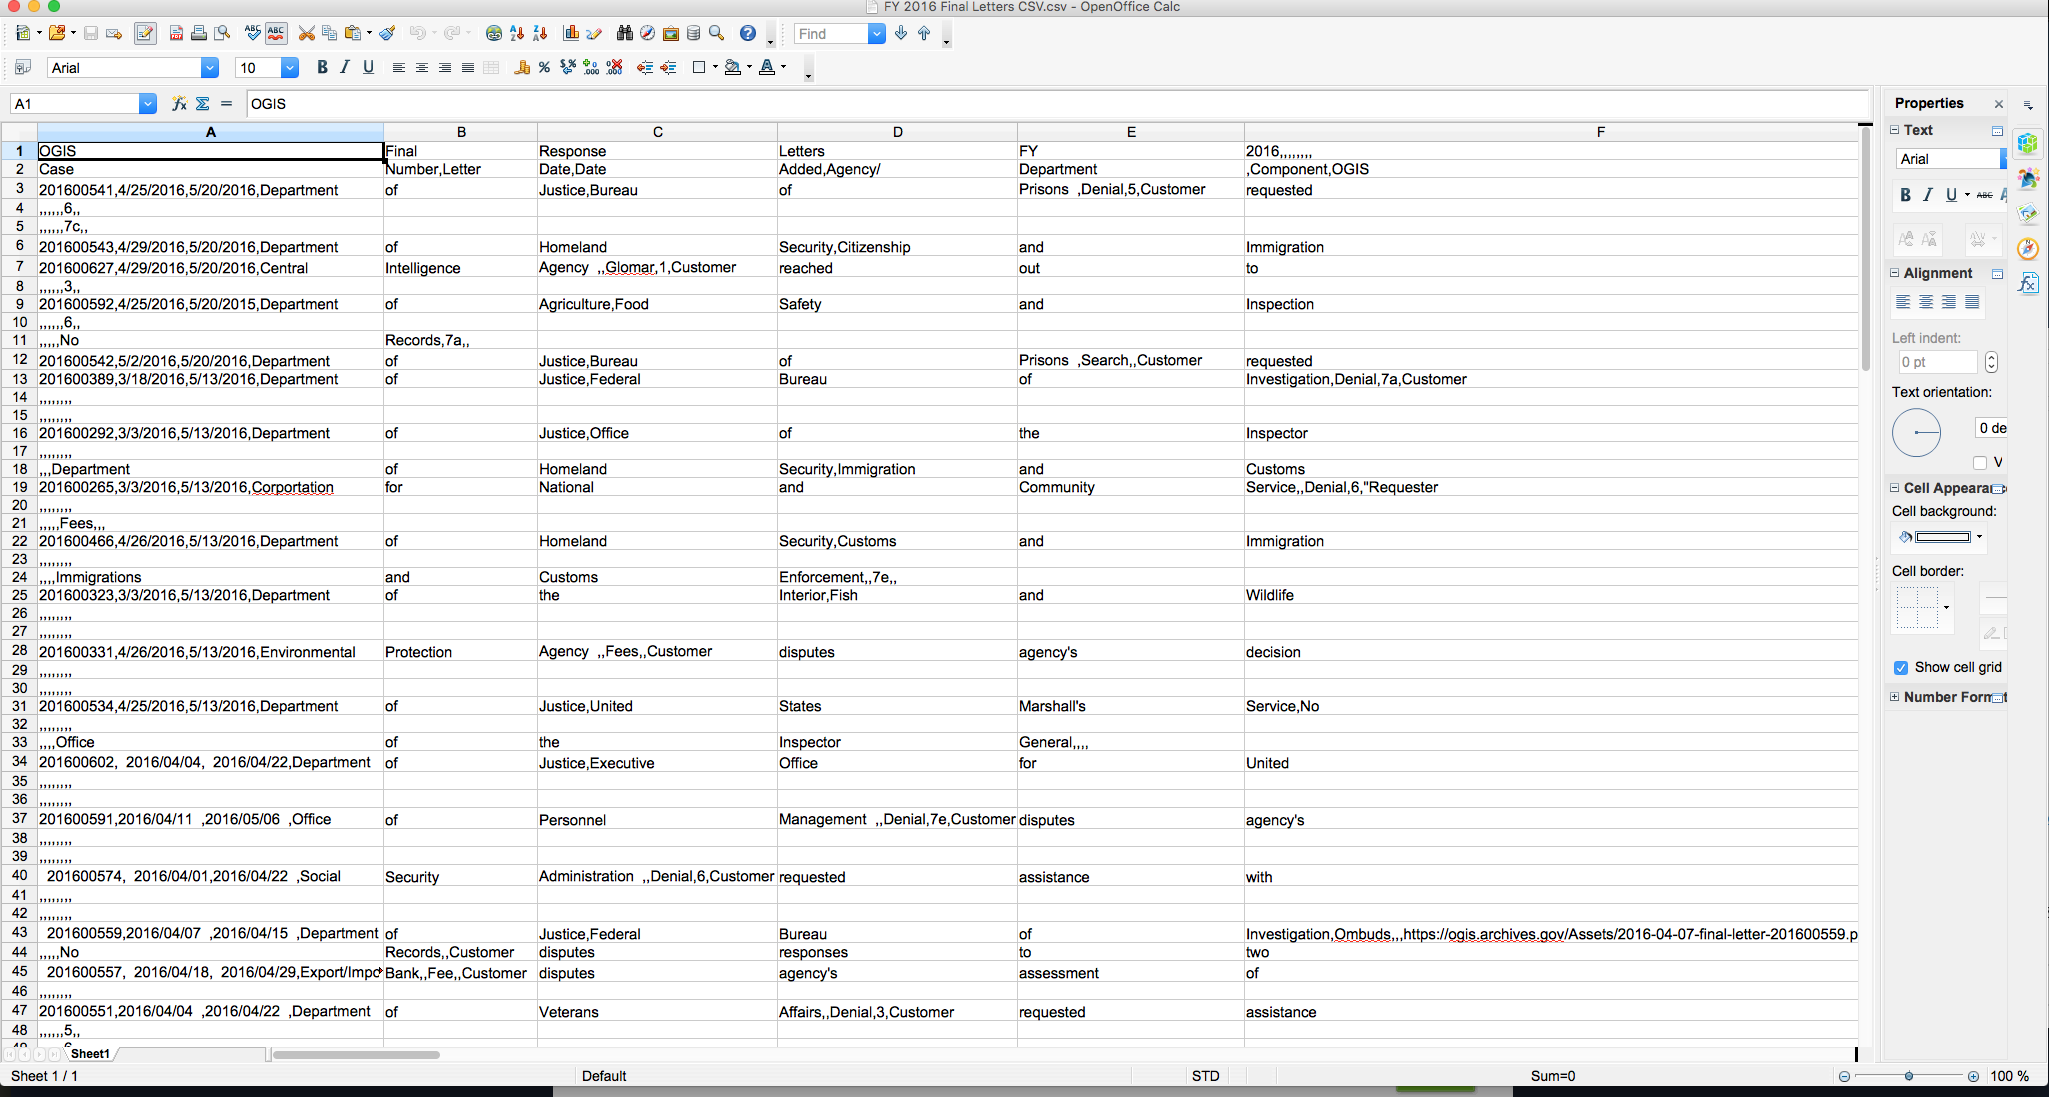 FY 2016 Final Letters CSV.csv - OpenOffice Calc
Find
Arial 10 B I U
A1 OGIS
Properties
A B C D E F
1 OGIS Final Response Letters FY 2016,,,,,,,,
2 Case Number,Letter Date,Date Added,Agency/ Department ,Component,OGIS
3 201600541,4/25/2016,5/20/2016,Department of Justice,Bureau of Prisons ,Denial,5,Customer requested
4 ,,,,,,6,,
5 ,,,,,,7c,,
6 201600543,4/29/2016,5/20/2016,Department of Homeland Security,Citizenship and Immigration
7 201600627,4/29/2016,5/20/2016,Central Intelligence Agency ,,Glomar,1,Customer reached out to
8 ,,,,,,3,,
9 201600592,4/25/2016,5/20/2015,Department of Agriculture,Food Safety and Inspection
10 ,,,,,,6,,
11 ,,,,,No Records,7a,,
12 201600542,5/2/2016,5/20/2016,Department of Justice,Bureau of Prisons ,Search,,Customer requested
13 201600389,3/18/2016,5/13/2016,Department of Justice,Federal Bureau of Investigation,Denial,7a,Customer
14 ,,,,,,,,
15 ,,,,,,,,
16 201600292,3/3/2016,5/13/2016,Department of Justice,Office of the Inspector
17 ,,,,,,,,
18 ,,,Department of Homeland Security,Immigration and Customs
19 201600265,3/3/2016,5/13/2016,Corportation for National and Community Service,,Denial,6,"Requester
20 ,,,,,,,,
21 ,,,,,Fees,,,
22 201600466,4/26/2016,5/13/2016,Department of Homeland Security,Customs and Immigration
23 ,,,,,,,,
24 ,,,,Immigrations and Customs Enforcement,,7e,,
25 201600323,3/3/2016,5/13/2016,Department of the Interior,Fish and Wildlife
26 ,,,,,,,,
27 ,,,,,,,,
28 201600331,4/26/2016,5/13/2016,Environmental Protection Agency ,,Fees,,Customer disputes agency's decision
29 ,,,,,,,,
30 ,,,,,,,,
31 201600534,4/25/2016,5/13/2016,Department of Justice,United States Marshall's Service,No
32 ,,,,,,,,
33 ,,,,Office of the Inspector General,,,,
34 201600602, 2016/04/04, 2016/04/22,Department of Justice,Executive Office for United
35 ,,,,,,,,
36 ,,,,,,,,
37 201600591,2016/04/11 ,2016/05/06 ,Office of Personnel Management ,,Denial,7e,Customer disputes agency's
38 ,,,,,,,,
39 ,,,,,,,,
40 201600574, 2016/04/01,2016/04/22 ,Social Security Administration ,,Denial,6,Customer requested assistance with
41 ,,,,,,,,
42 ,,,,,,,,
43 201600559,2016/04/07 ,2016/04/15 ,Department of Justice,Federal Bureau of Investigation,Ombuds,,,https://ogis.archives.gov/Assets/2016-04-07-final-letter-201600559.p
44 ,,,,,No Records,,Customer disputes responses to two
45 201600557, 2016/04/18, 2016/04/29,Export/Impo Bank,,Fee,,Customer disputes agency's assessment of
46 ,,,,,,,,
47 201600551,2016/04/04 ,2016/04/22 ,Department of Veterans Affairs,,Denial,3,Customer requested assistance
48 ,,,,,,5,,
Text
Arial
B I U ABC
Alignment
Left indent:
0 pt
Text orientation:
0 de
V
Cell Appearan
Cell background:
Cell border:
Show cell grid
Number Format
Sheet1
Sheet 1 / 1 Default STD Sum=0 100 %